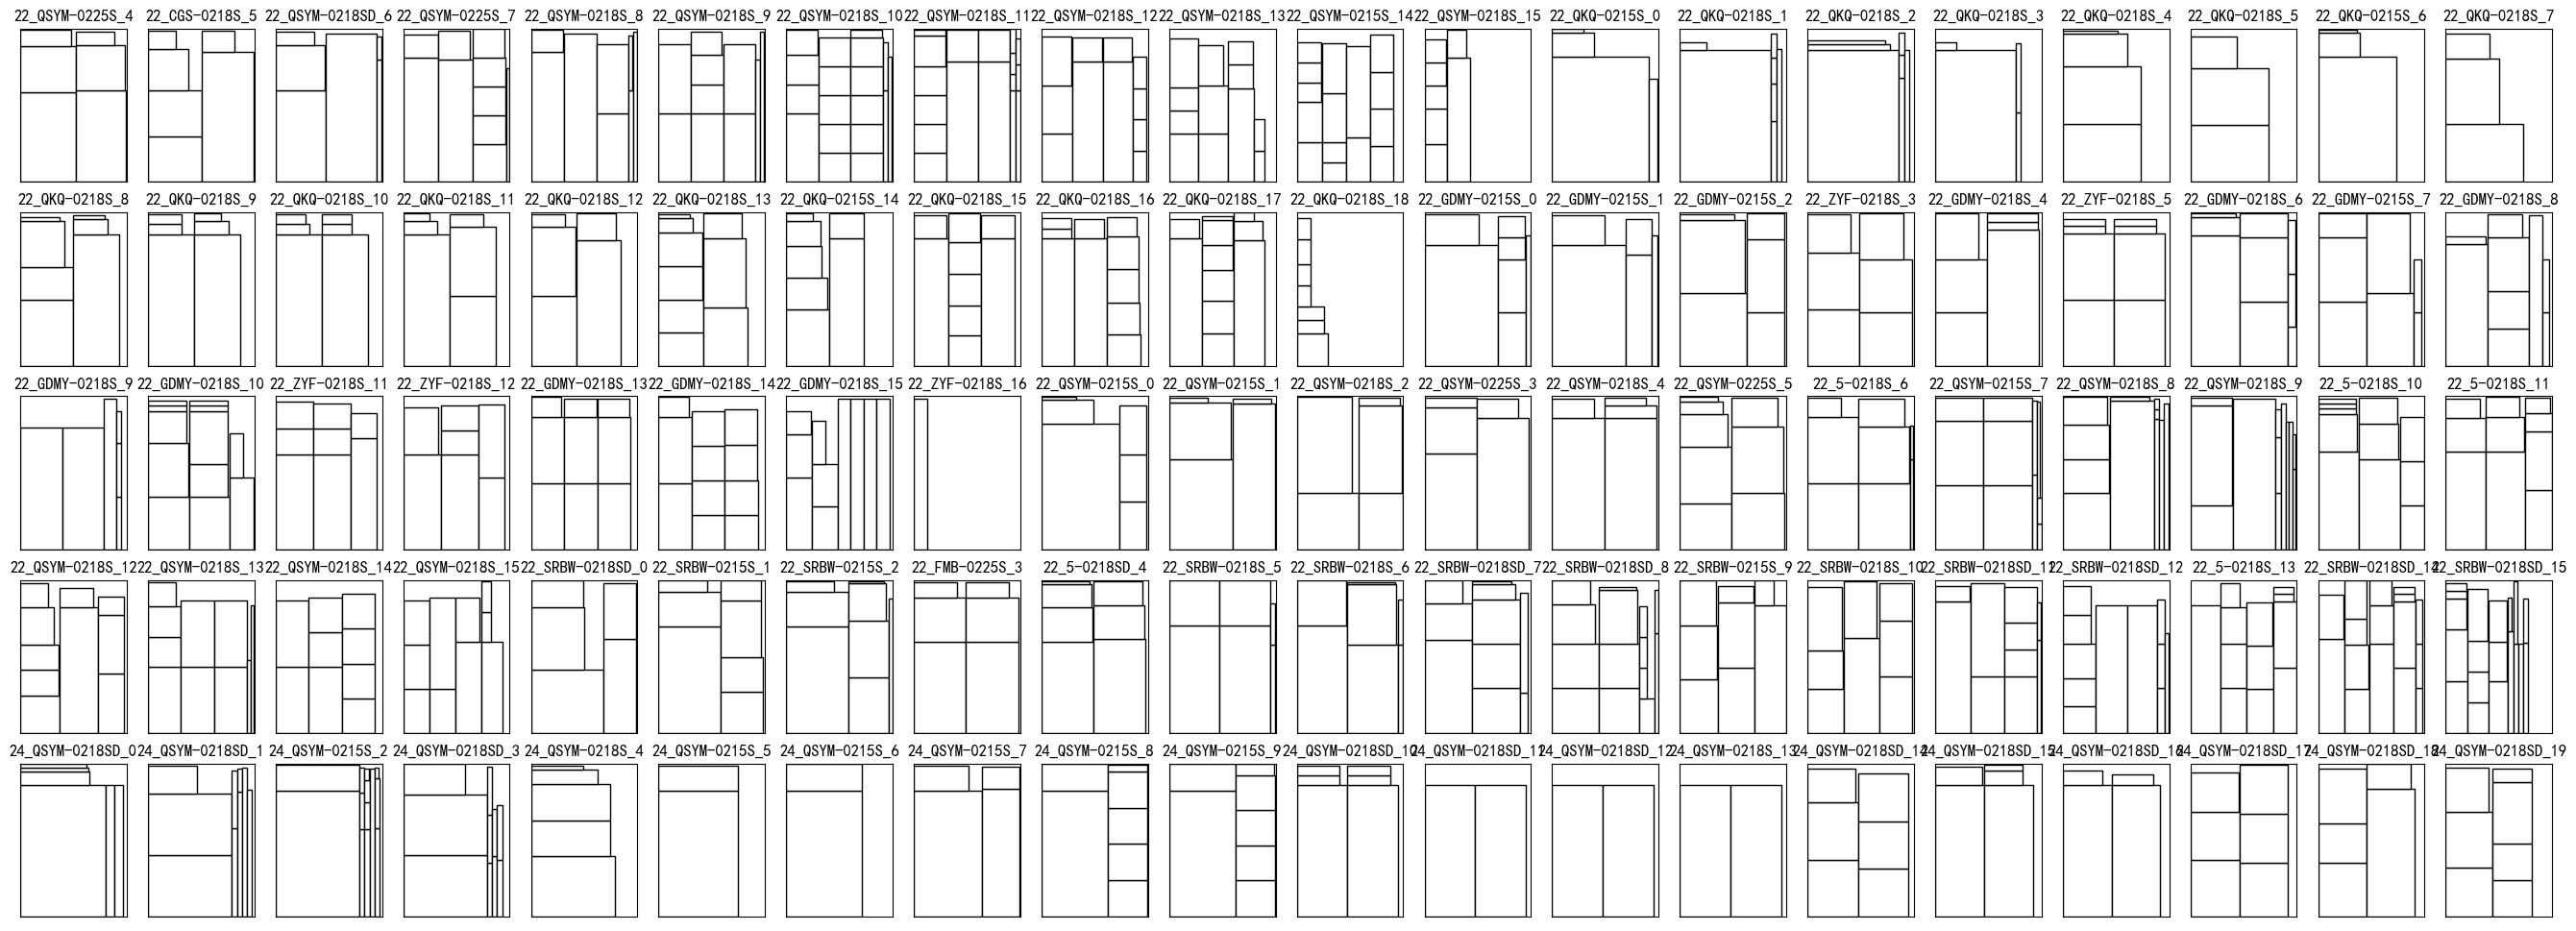 22_QSYM-0225S_4 22_CGS-0218S_5 22_QSYM-0218SD_6 22_QSYM-0225S_7 22_QSYM-0218S_8 22_QSYM-0218S_9 22_QSYM-0218S_10 22_QSYM-0218S_11 22_QSYM-0218S_12 22_QSYM-0218S_13 22_QSYM-0215S_14 22_QSYM-0218S_15 22_QKQ-0215S_0 22_QKQ-0218S_1 22_QKQ-0218S_2 22_QKQ-0218S_3 22_QKQ-0218S_4 22_QKQ-0218S_5 22_QKQ-0215S_6 22_QKQ-0218S_7
22_QKQ-0218S_8 22_QKQ-0218S_9 22_QKQ-0218S_10 22_QKQ-0218S_11 22_QKQ-0218S_12 22_QKQ-0218S_13 22_QKQ-0215S_14 22_QKQ-0218S_15 22_QKQ-0218S_16 22_QKQ-0218S_17 22_QKQ-0218S_18 22_GDMY-0215S_0 22_GDMY-0215S_1 22_GDMY-0215S_2 22_ZYF-0218S_3 22_GDMY-0218S_4 22_ZYF-0218S_5 22_GDMY-0218S_6 22_GDMY-0215S_7 22_GDMY-0218S_8
22_GDMY-0218S_9 22_GDMY-0218S_10 22_ZYF-0218S_11 22_ZYF-0218S_12 22_GDMY-0218S_13 22_GDMY-0218S_14 22_GDMY-0218S_15 22_ZYF-0218S_16 22_QSYM-0215S_0 22_QSYM-0215S_1 22_QSYM-0218S_2 22_QSYM-0225S_3 22_QSYM-0218S_4 22_QSYM-0225S_5 22_5-0218S_6 22_QSYM-0215S_7 22_QSYM-0218S_8 22_QSYM-0218S_9 22_5-0218S_10 22_5-0218S_11
22_QSYM-0218S_12 22_QSYM-0218S_13 22_QSYM-0218S_14 22_QSYM-0218S_15 22_SRBW-0218SD_0 22_SRBW-0215S_1 22_SRBW-0215S_2 22_FMB-0225S_3 22_5-0218SD_4 22_SRBW-0218S_5 22_SRBW-0218S_6 22_SRBW-0218SD_7 22_SRBW-0218SD_8 22_SRBW-0215S_9 22_SRBW-0218S_10 22_SRBW-0218SD_11 22_SRBW-0218SD_12 22_5-0218S_13 22_SRBW-0218SD_14 22_SRBW-0218SD_15
24_QSYM-0218SD_0 24_QSYM-0218SD_1 24_QSYM-0215S_2 24_QSYM-0218SD_3 24_QSYM-0218S_4 24_QSYM-0215S_5 24_QSYM-0215S_6 24_QSYM-0215S_7 24_QSYM-0215S_8 24_QSYM-0215S_9 24_QSYM-0218SD_10 24_QSYM-0218SD_11 24_QSYM-0218SD_12 24_QSYM-0218S_13 24_QSYM-0218SD_14 24_QSYM-0218SD_15 24_QSYM-0218SD_16 24_QSYM-0218SD_17 24_QSYM-0218SD_18 24_QSYM-0218SD_19